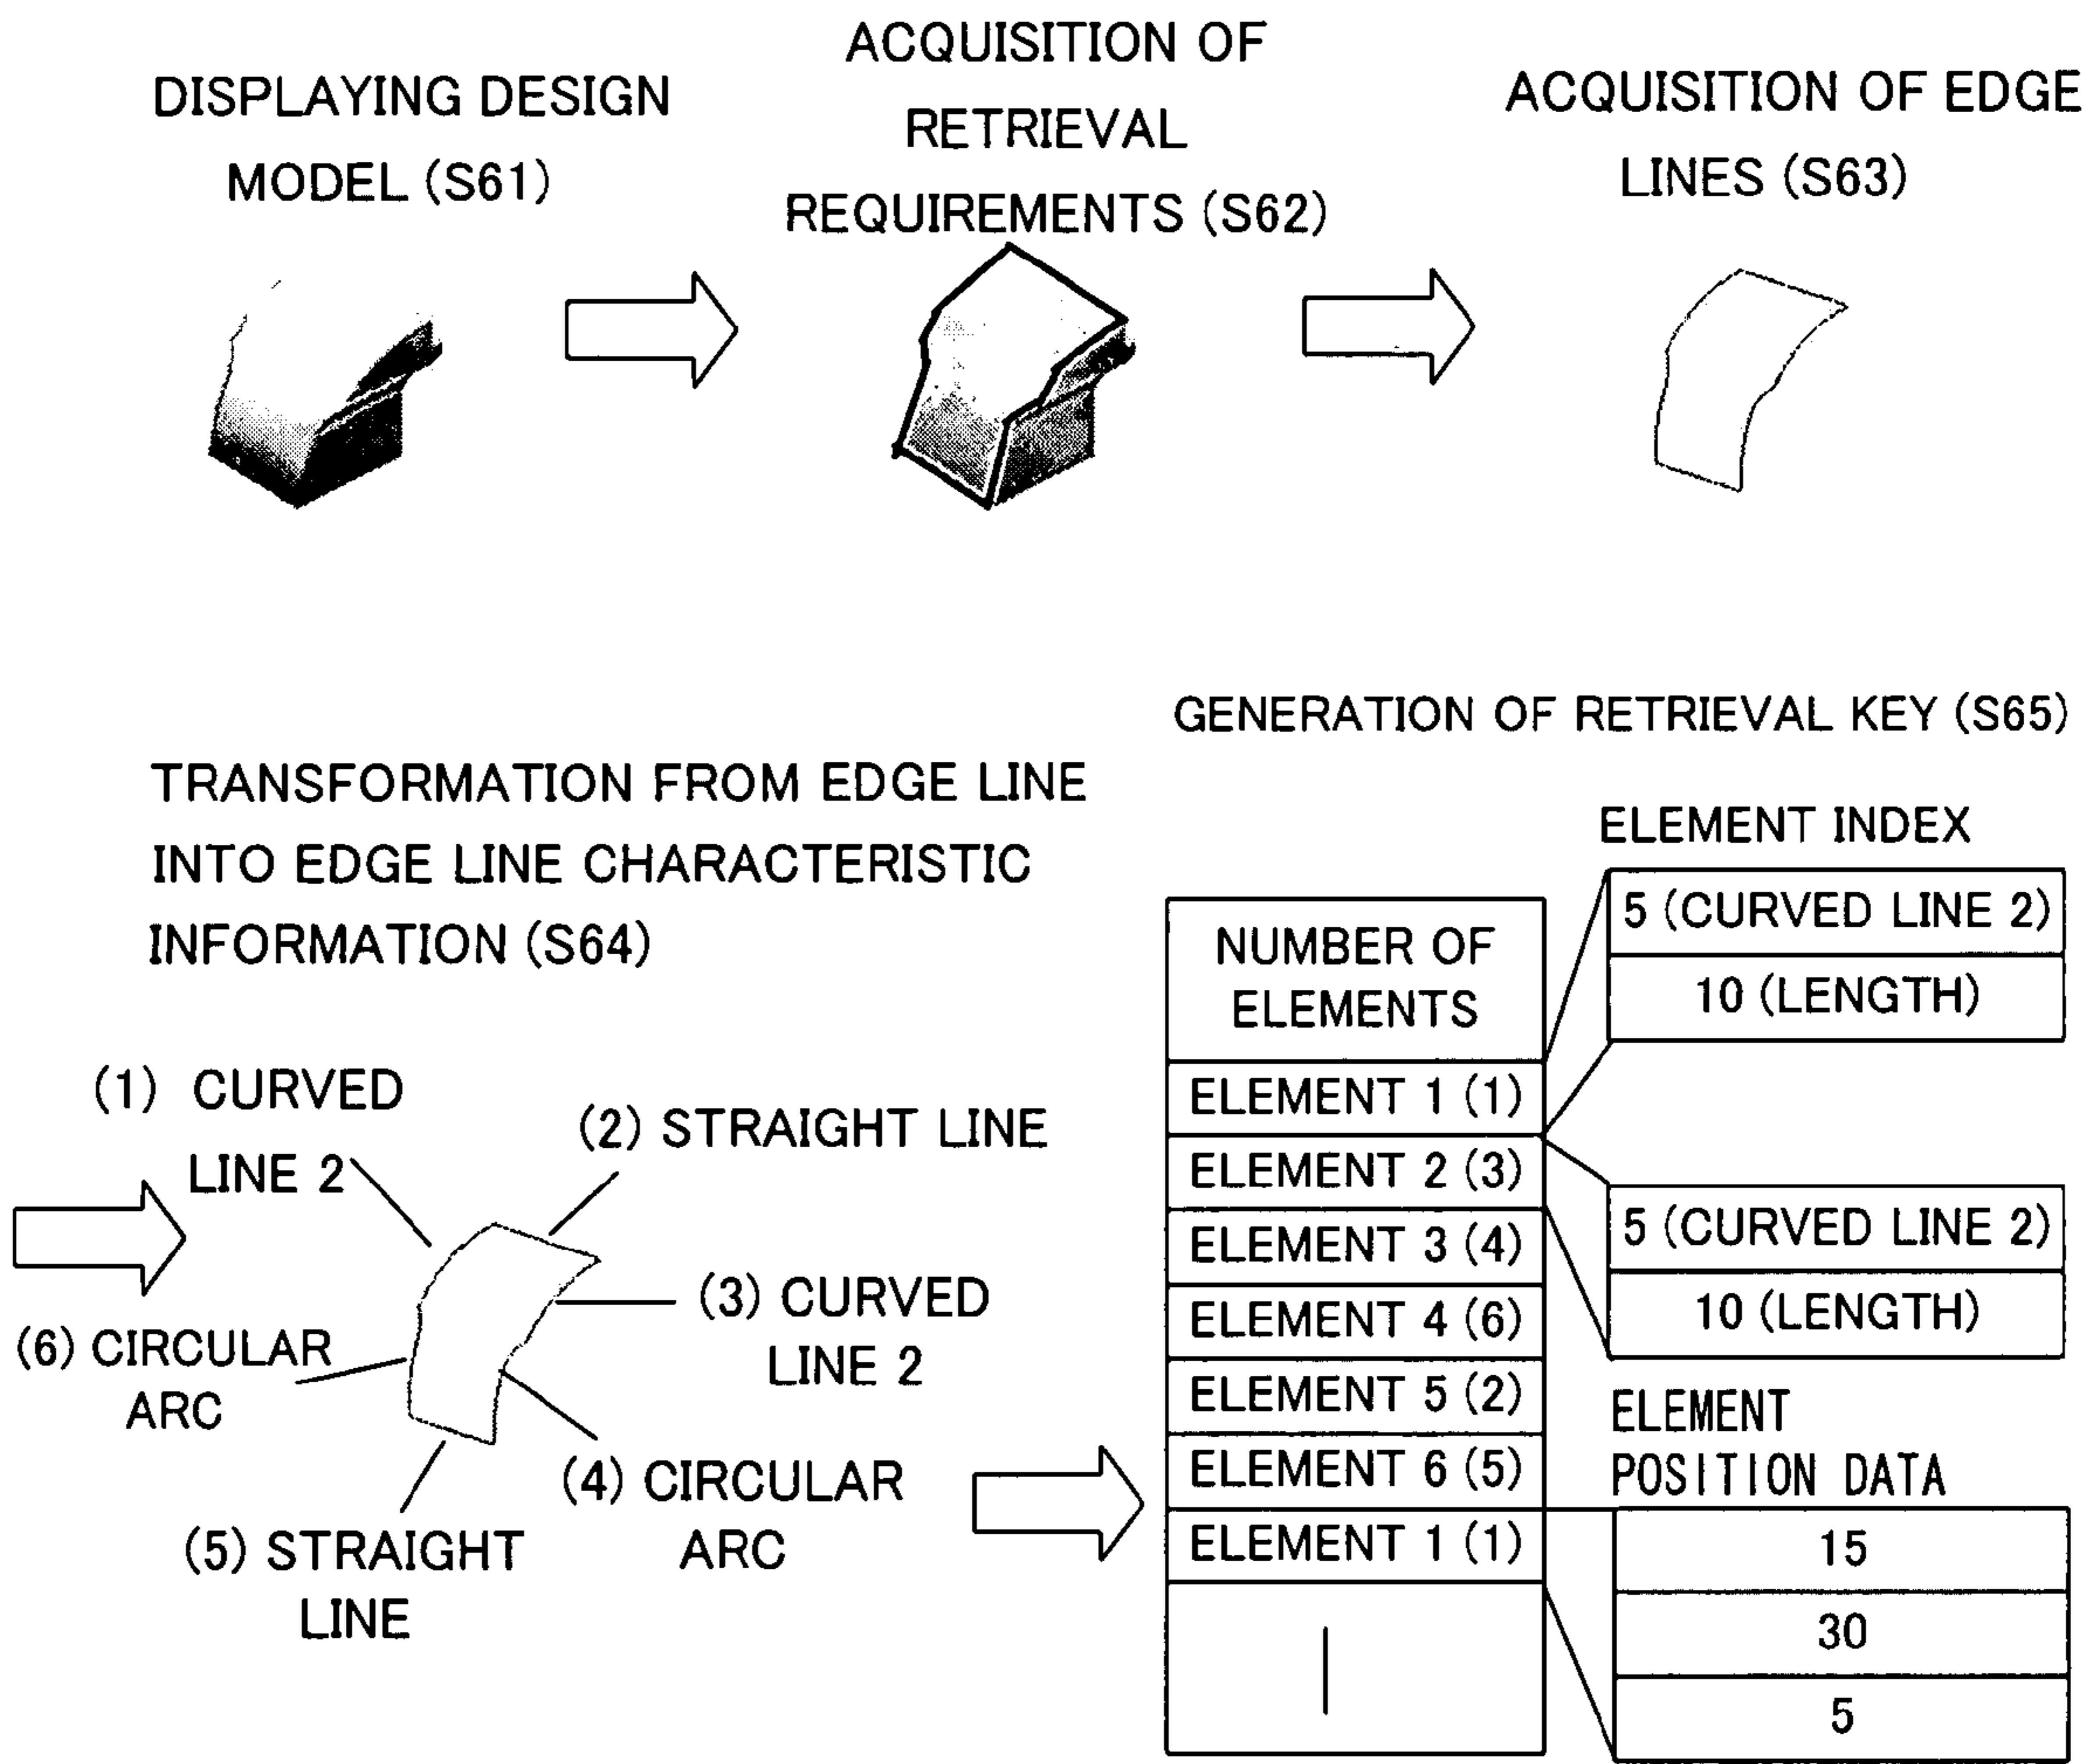 DISPLAYING DESIGN
MODEL (S61)
ACQUISITION OF
RETRIEVAL
REQUIREMENTS (S62)
ACQUISITION OF EDGE
LINES (S63)
TRANSFORMATION FROM EDGE LINE
INTO EDGE LINE CHARACTERISTIC
INFORMATION (S64)
(1) CURVED
LINE 2
(2) STRAIGHT LINE
(3) CURVED
LINE 2
(6) CIRCULAR
ARC
(4) CIRCULAR
ARC
(5) STRAIGHT
LINE
GENERATION OF RETRIEVAL KEY (S65)
ELEMENT INDEX
NUMBER OF
ELEMENTS
ELEMENT 1 (1)
ELEMENT 2 (3)
ELEMENT 3 (4)
ELEMENT 4 (6)
ELEMENT 5 (2)
ELEMENT 6 (5)
ELEMENT 1 (1)
5 (CURVED LINE 2)
10 (LENGTH)
5 (CURVED LINE 2)
10 (LENGTH)
ELEMENT
POSITION DATA
15
30
5